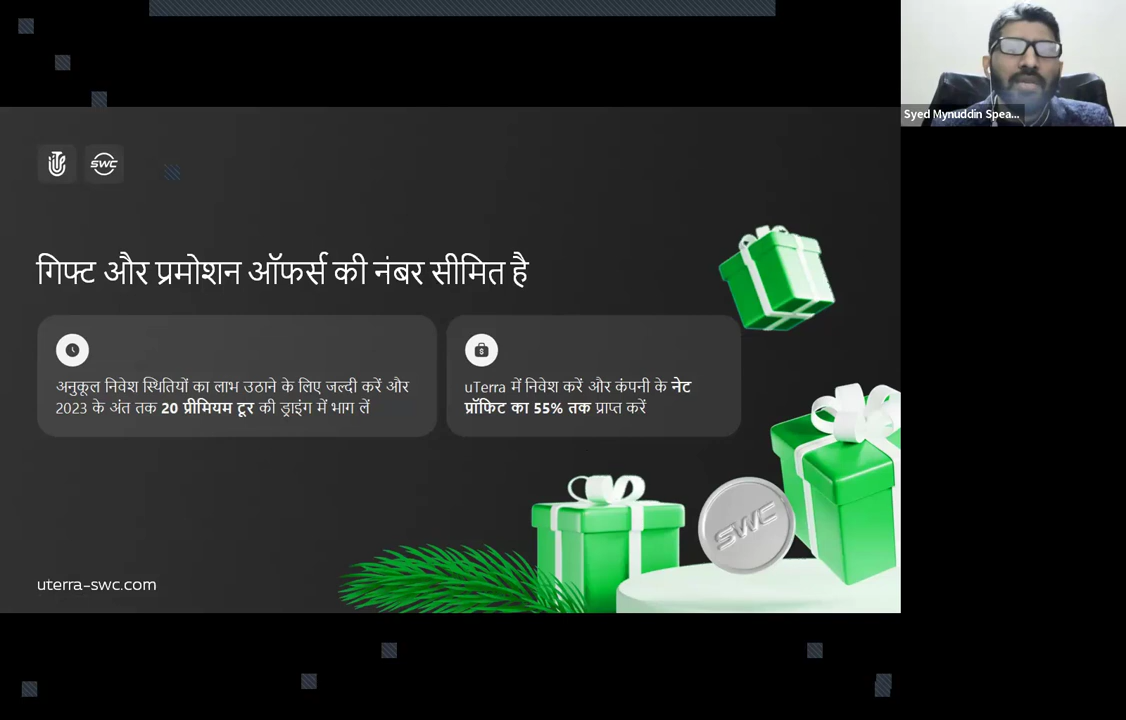 Syed Mynuddin Spea...
SWC
गिफ्ट और प्रमोशन ऑफर्स की नंबर सीमित है
अनुकूल निवेश स्थितियों का लाभ उठाने के लिए जल्दी करें और
2023 के अंत तक 20 प्रीमियम टूर की ड्राइंग में भाग लें
uTerra में निवेश करें और कंपनी के नेट
प्रॉफिट का 55% तक प्राप्त करें
SWC
uterra-swc.com